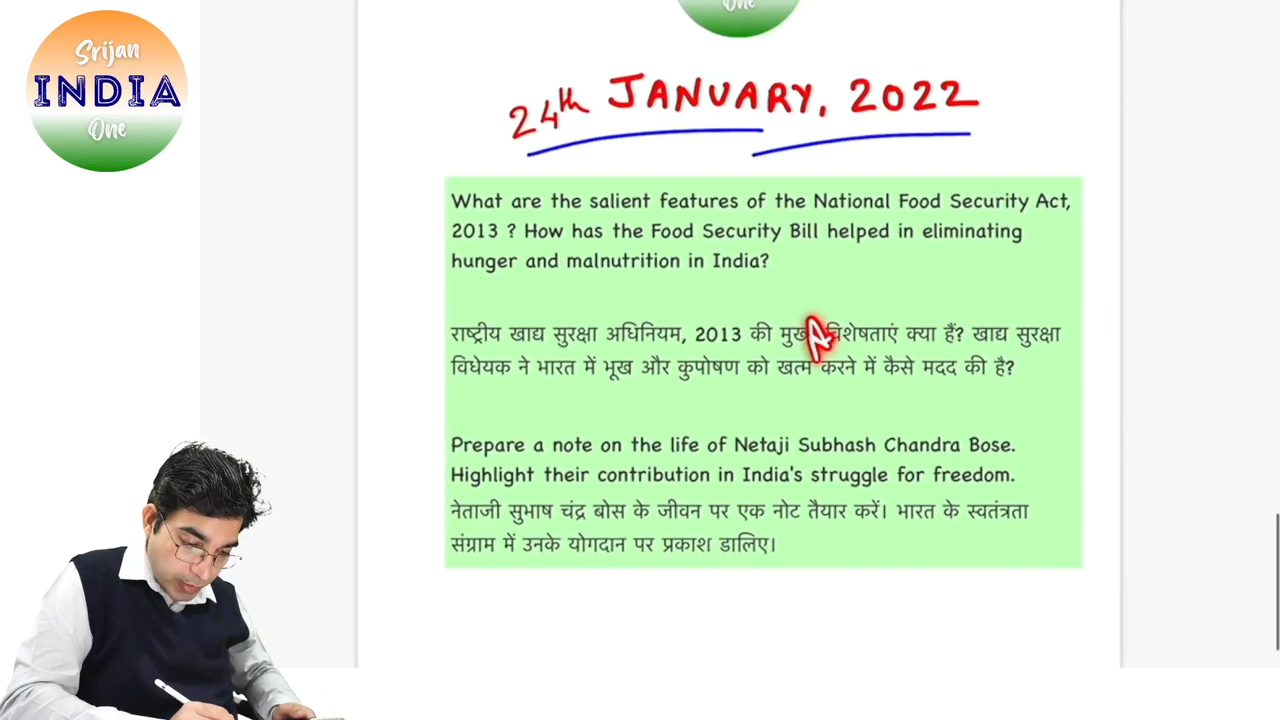 Srijan
INDIA
One
One
24th JANUARY, 2022
What are the salient features of the National Food Security Act,
2013 ? How has the Food Security Bill helped in eliminating
hunger and malnutrition in India?
राष्ट्रीय खाद्य सुरक्षा अधिनियम, 2013 की मुख्य विशेषताएं क्या हैं? खाद्य सुरक्षा
विधेयक ने भारत में भूख और कुपोषण को खत्म करने में कैसे मदद की है?
Prepare a note on the life of Netaji Subhash Chandra Bose.
Highlight their contribution in India's struggle for freedom.
नेताजी सुभाष चंद्र बोस के जीवन पर एक नोट तैयार करें। भारत के स्वतंत्रता
संग्राम में उनके योगदान पर प्रकाश डालिए।